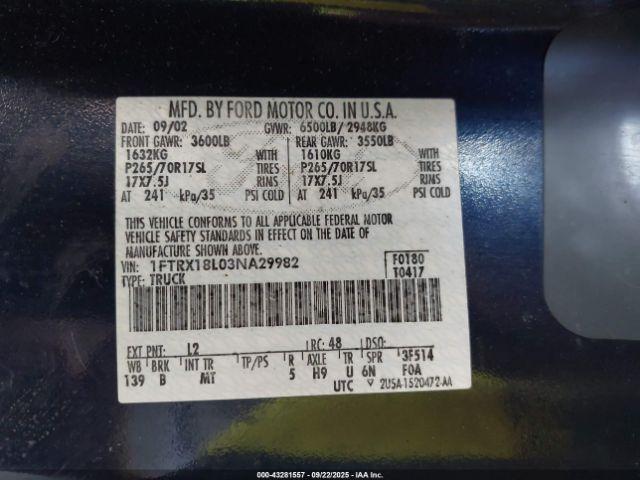 MFD. BY FORD MOTOR CO. IN U.S.A.
DATE: 09/02 GVWR: 6500LB/ 2948KG
FRONT GAWR: 3600LB REAR GAWR: 3550LB
1632KG WITH 1610KG WITH
P265/70R17SL TIRES P265/70R17SL TIRES
17X7.5J RIMS 17X7.5J RIMS
AT 241 kPa/35 PSI COLD AT 241 kPa/35 PSI COLD
THIS VEHICLE CONFORMS TO ALL APPLICABLE FEDERAL MOTOR
VEHICLE SAFETY STANDARDS IN EFFECT ON THE DATE OF
MANUFACTURE SHOWN ABOVE.
VIN: 1FTRX18L03NA29982 F0180
TYPE: TRUCK T0417
EXT PNT: L2 RC: 48 DSO:
WB BRK INT TR TP/PS R AXLE TR SPR 3F514
139 B MT 5 H9 U 6N FOA
UTC 2U5A-1520472-AA
000-43281557 - 09/22/2025 - IAA Inc.